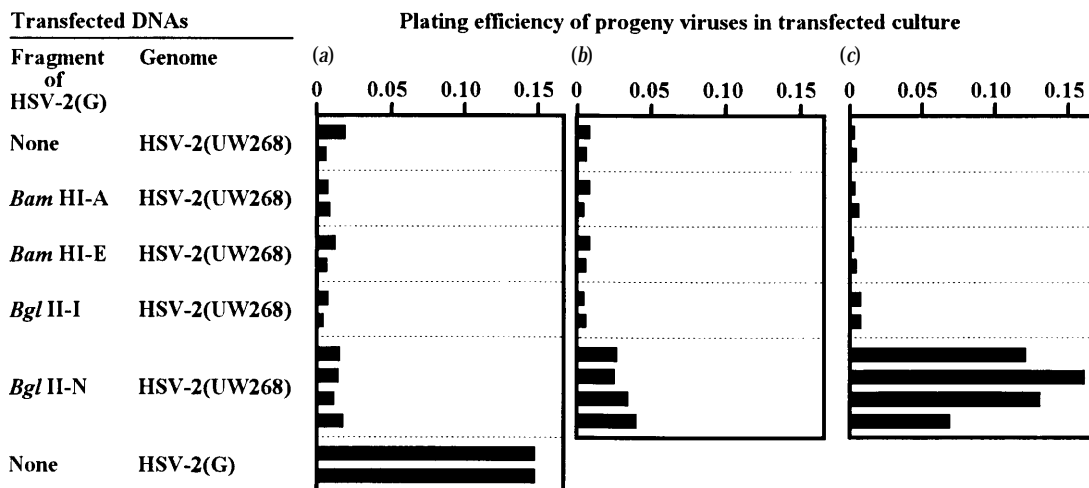 Transfected DNAs
Plating efficiency of progeny viruses in transfected culture
Fragment of HSV-2(G)
Genome
(a)
(b)
(c)
0 0.05 0.10 0.15
0 0.05 0.10 0.15
0 0.05 0.10 0.15
None HSV-2(UW268)
Bam HI-A HSV-2(UW268)
Bam HI-E HSV-2(UW268)
Bgl II-I HSV-2(UW268)
Bgl II-N HSV-2(UW268)
None HSV-2(G)